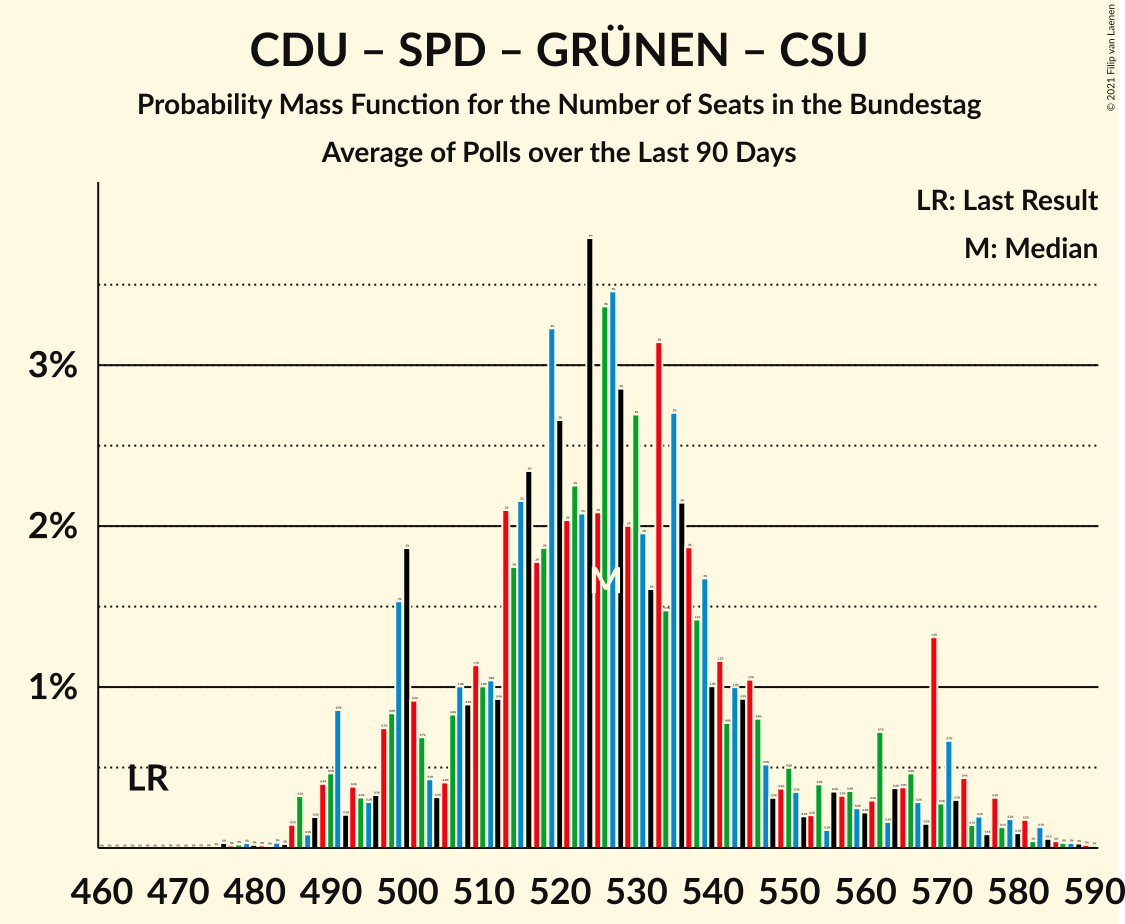 CDU – SPD – GRÜNEN – CSU
Probability Mass Function for the Number of Seats in the Bundestag
Average of Polls over the Last 90 Days
© 2021 Filip van Laenen
LR: Last Result
M: Median
3%
2%
1%
LR
M
460 470 480 490 500 510 520 530 540 550 560 570 580 590